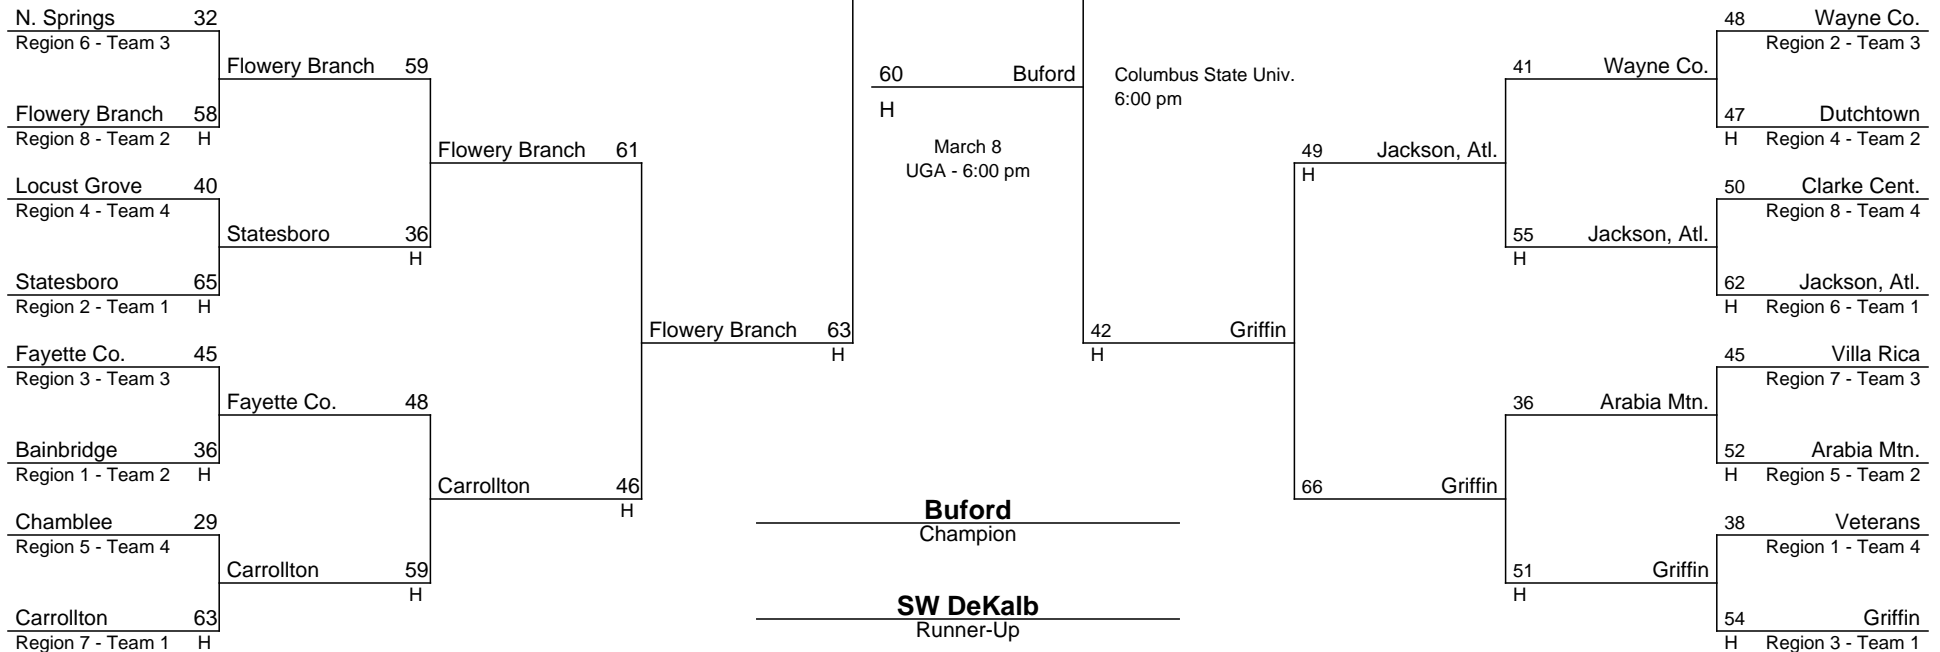 N. Springs 32
Region 6 - Team 3
Flowery Branch 59
Flowery Branch 58
Region 8 - Team 2 H
Flowery Branch 61
Locust Grove 40
Region 4 - Team 4
Statesboro 36
H
Statesboro 65
Region 2 - Team 1 H
Flowery Branch 63
H
Fayette Co. 45
Region 3 - Team 3
Fayette Co. 48
Bainbridge 36
Region 1 - Team 2 H
Carrollton 46
H
Chamblee 29
Region 5 - Team 4
Carrollton 59
H
Carrollton 63
Region 7 - Team 1 H
60 Buford
H
March 8
UGA - 6:00 pm
Columbus State Univ.
6:00 pm
42 Griffin
H
Buford
Champion
SW DeKalb
Runner-Up
48 Wayne Co.
Region 2 - Team 3
41 Wayne Co.
47 Dutchtown
H Region 4 - Team 2
49 Jackson, Atl.
H
50 Clarke Cent.
Region 8 - Team 4
55 Jackson, Atl.
H
62 Jackson, Atl.
H Region 6 - Team 1
45 Villa Rica
Region 7 - Team 3
36 Arabia Mtn.
52 Arabia Mtn.
H Region 5 - Team 2
66 Griffin
38 Veterans
Region 1 - Team 4
51 Griffin
H
54 Griffin
H Region 3 - Team 1